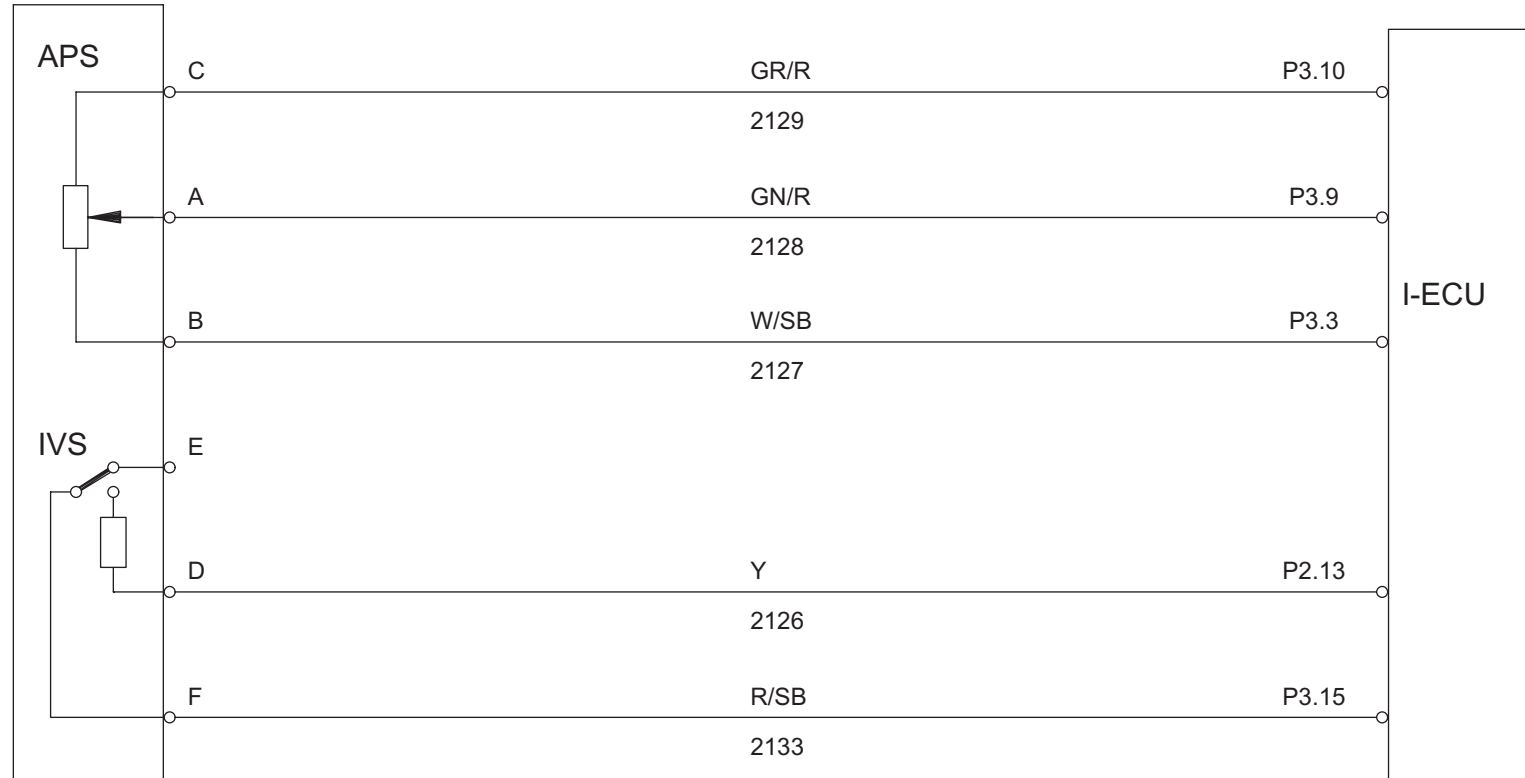 APS
C GR/R P3.10
2129
A GN/R P3.9
2128
I-ECU
B W/SB P3.3
2127
IVS
E
D Y P2.13
2126
F R/SB P3.15
2133